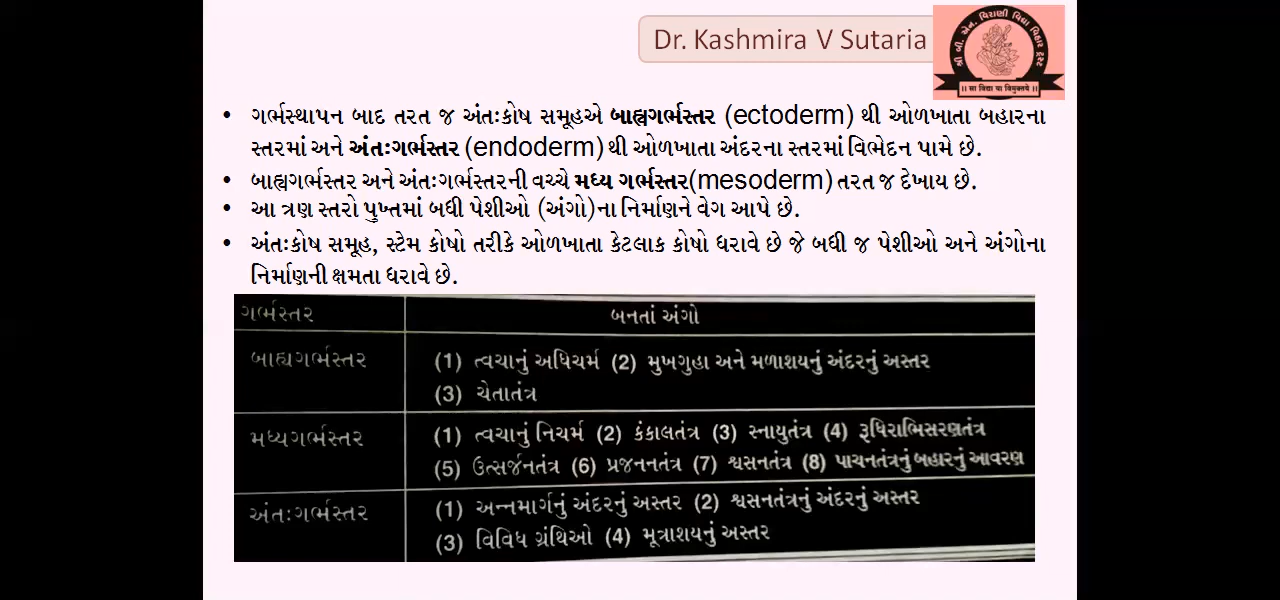 Dr. Kashmira V Sutaria
શ્રી બી. એન. વિરાણી વિદ્યા વિહાર ટ્રસ્ટ
।। સા વિદ્યા યા વિમુક્તયે ।।
• ગર્ભસ્થાપન બાદ તરત જ અંતઃકોષ સમૂહએ બાહ્યગર્ભસ્તર (ectoderm) થી ઓળખાતા બહારના
સ્તરમાં અને અંતઃગર્ભસ્તર (endoderm) થી ઓળખાતા અંદરના સ્તરમાં વિભેદન પામે છે.
• બાહ્યગર્ભસ્તર અને અંતઃગર્ભસ્તરની વચ્ચે મધ્ય ગર્ભસ્તર(mesoderm) તરત જ દેખાય છે.
• આ ત્રણ સ્તરો પુખ્તમાં બધી પેશીઓ (અંગો)ના નિર્માણને વેગ આપે છે.
• અંતઃકોષ સમૂહ, સ્ટેમ કોષો તરીકે ઓળખાતા કેટલાક કોષો ધરાવે છે જે બધી જ પેશીઓ અને અંગોના
નિર્માણની ક્ષમતા ધરાવે છે.
ગર્ભસ્તર બનતાં અંગો
બાહ્યગર્ભસ્તર (1) ત્વચાનું અધિચર્મ (2) મુખગુહા અને મળાશયનું અંદરનું અસ્તર
(3) ચેતાતંત્ર
મધ્યગર્ભસ્તર (1) ત્વચાનું નિચર્મ (2) કંકાલતંત્ર (3) સ્નાયુતંત્ર (4) રૂધિરાભિસરણતંત્ર
(5) ઉત્સર્જનતંત્ર (6) પ્રજનનતંત્ર (7) શ્વસનતંત્ર (8) પાચનતંત્રનું બહારનું આવરણ
અંતઃગર્ભસ્તર (1) અન્નમાર્ગનું અંદરનું અસ્તર (2) શ્વસનતંત્રનું અંદરનું અસ્તર
(3) વિવિધ ગ્રંથિઓ (4) મૂત્રાશયનું અસ્તર